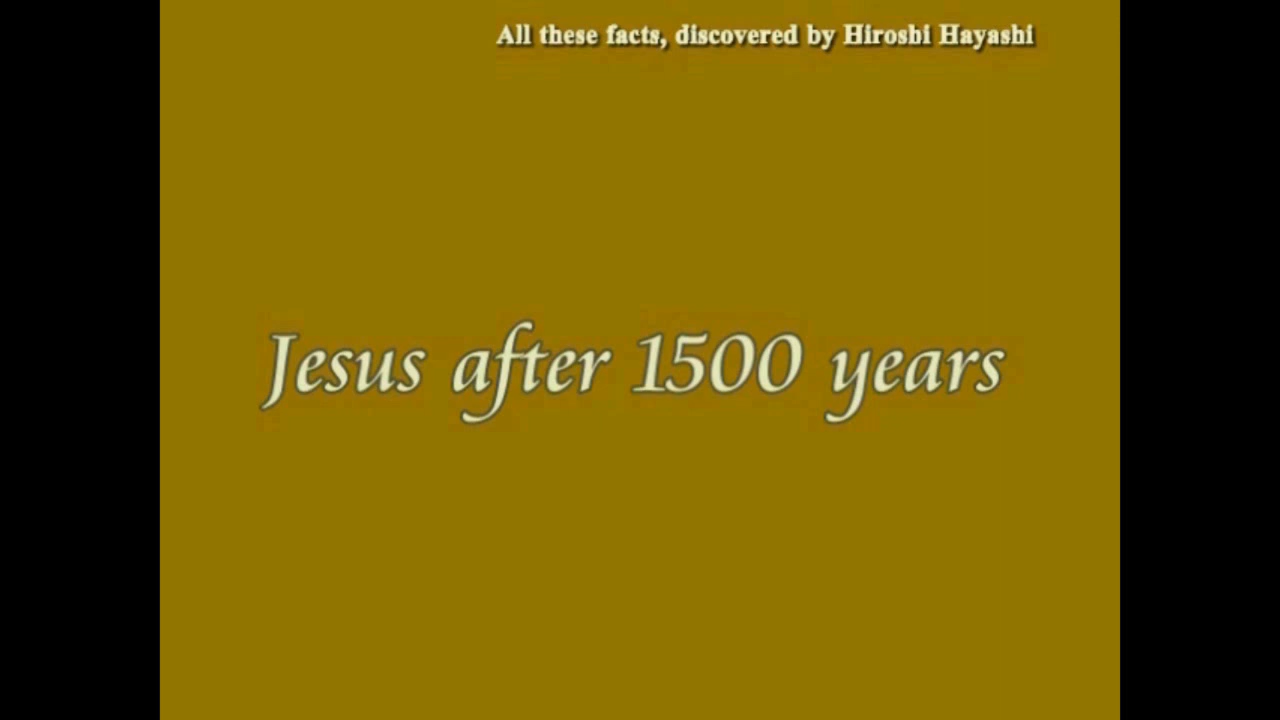 All these facts, discovered by Hiroshi Hayashi
Jesus after 1500 years